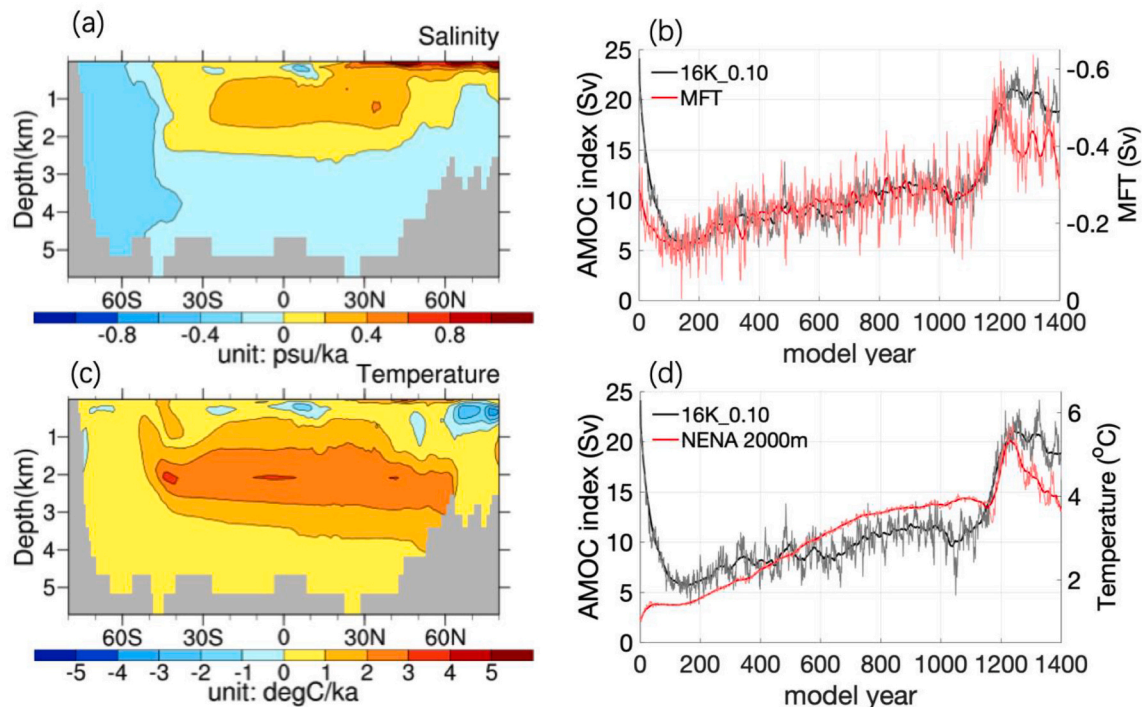 (a)
Salinity
Depth(km)
1
2
3
4
5
60S 30S 0 30N 60N
-0.8 -0.4 0 0.4 0.8
unit: psu/ka
(b)
25
20
15
10
5
0
AMOC index (Sv)
16K_0.10
MFT
-0.6
-0.4
-0.2
0
MFT (Sv)
0 200 400 600 800 1000 1200 1400
model year
(c)
Temperature
Depth(km)
1
2
3
4
5
60S 30S 0 30N 60N
-5 -4 -3 -2 -1 0 1 2 3 4 5
unit: degC/ka
(d)
25
20
15
10
5
0
AMOC index (Sv)
16K_0.10
NENA 2000m
6
4
2
Temperature (°C)
0 200 400 600 800 1000 1200 1400
model year